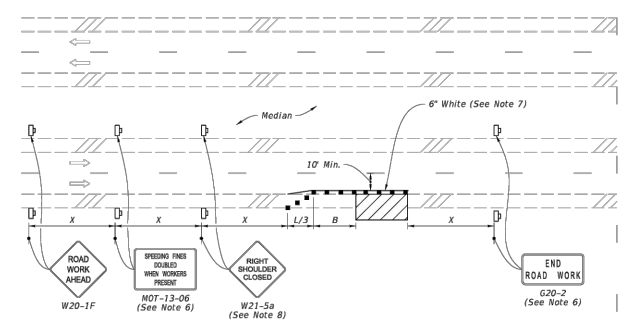 Median
6" White (See Note 7)
10' Min.
X
X
X
L/3
B
X
ROAD
WORK
AHEAD
W20-1F
SPEEDING FINES
DOUBLED
WHEN WORKERS
PRESENT
MOT-13-06
(See Note 6)
RIGHT
SHOULDER
CLOSED
W21-5a
(See Note 8)
END
ROAD WORK
G20-2
(See Note 6)